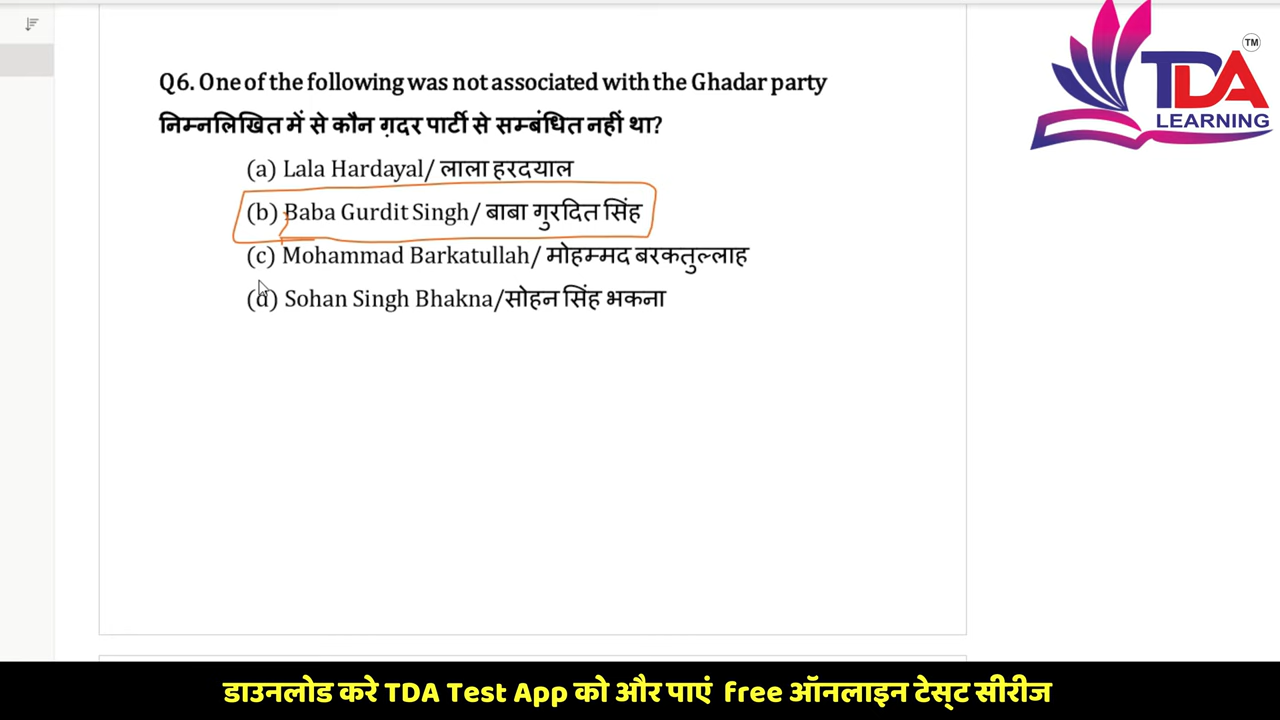 TDA
TM
LEARNING
Q6. One of the following was not associated with the Ghadar party
निम्नलिखित में से कौन ग़दर पार्टी से सम्बंधित नहीं था?
(a) Lala Hardayal/ लाला हरदयाल
(b) Baba Gurdit Singh/ बाबा गुरदित सिंह
(c) Mohammad Barkatullah/ मोहम्मद बरकतुल्लाह
(d) Sohan Singh Bhakna/सोहन सिंह भकना
डाउनलोड करे TDA Test App को और पाएं free ऑनलाइन टेस्ट सीरीज